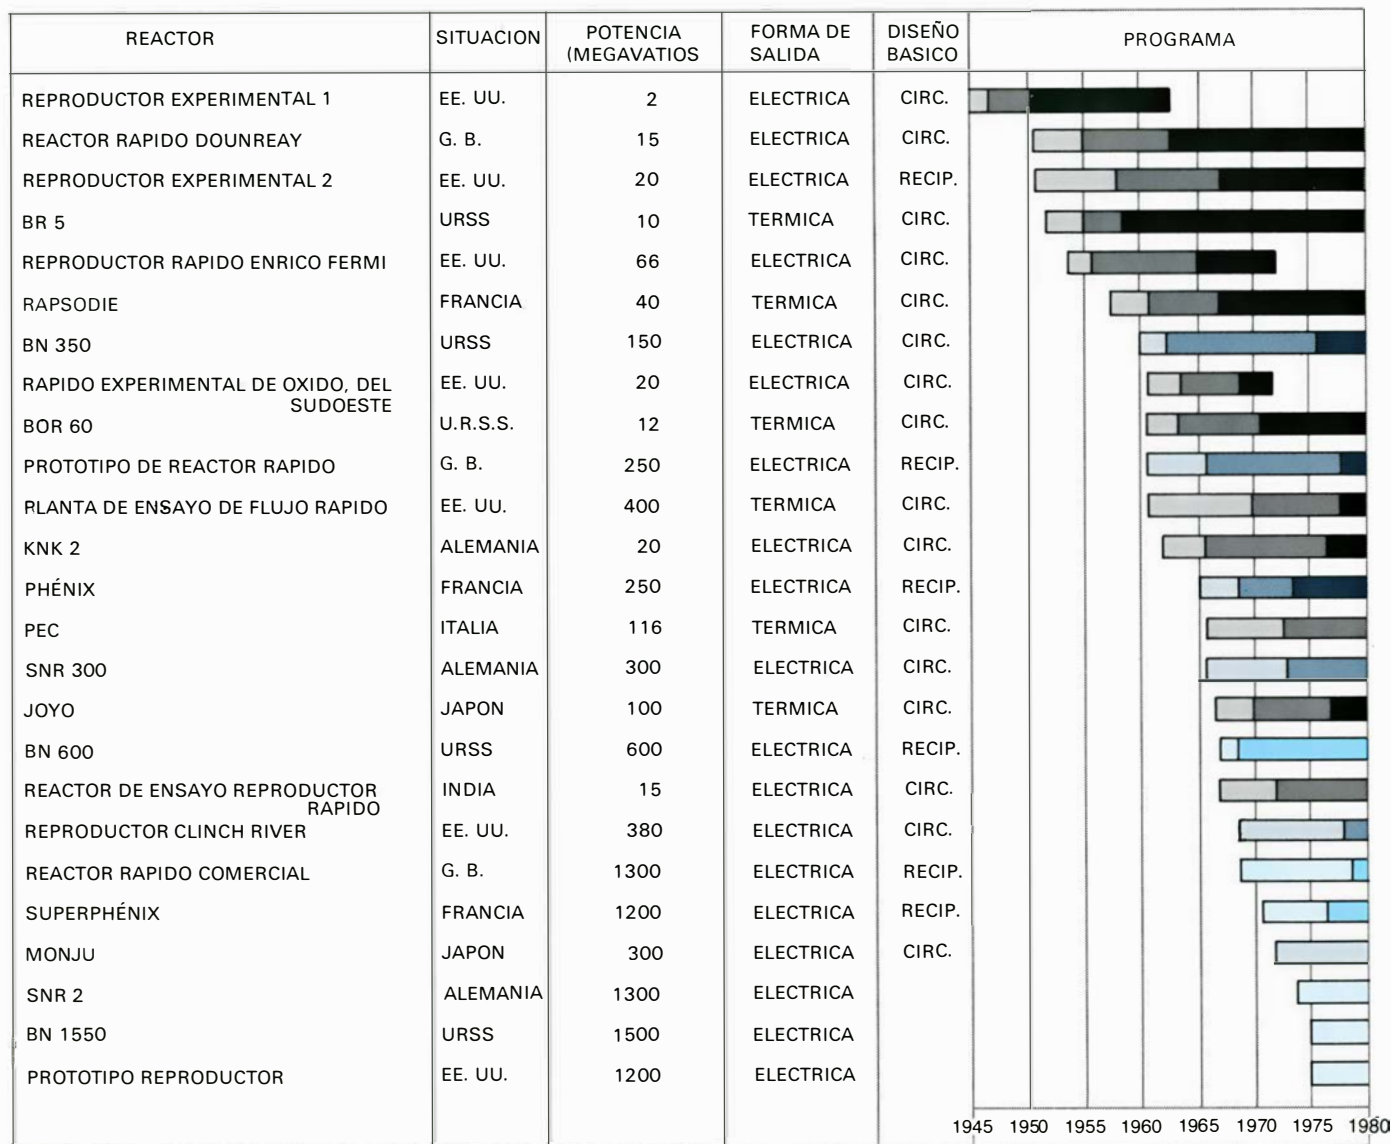 REACTOR SITUACION POTENCIA (MEGAVATIOS FORMA DE SALIDA DISEÑO BASICO PROGRAMA
REPRODUCTOR EXPERIMENTAL 1 EE. UU. 2 ELECTRICA CIRC.
REACTOR RAPIDO DOUNREAY G. B. 15 ELECTRICA CIRC.
REPRODUCTOR EXPERIMENTAL 2 EE. UU. 20 ELECTRICA RECIP.
BR 5 URSS 10 TERMICA CIRC.
REPRODUCTOR RAPIDO ENRICO FERMI EE. UU. 66 ELECTRICA CIRC.
RAPSODIE FRANCIA 40 TERMICA CIRC.
BN 350 URSS 150 ELECTRICA CIRC.
RAPIDO EXPERIMENTAL DE OXIDO, DEL EE. UU. 20 ELECTRICA CIRC.
SUDOESTE
BOR 60 U.R.S.S. 12 TERMICA CIRC.
PROTOTIPO DE REACTOR RAPIDO G. B. 250 ELECTRICA RECIP.
PLANTA DE ENSAYO DE FLUJO RAPIDO EE. UU. 400 TERMICA CIRC.
KNK 2 ALEMANIA 20 ELECTRICA CIRC.
PHÉNIX FRANCIA 250 ELECTRICA RECIP.
PEC ITALIA 116 TERMICA CIRC.
SNR 300 ALEMANIA 300 ELECTRICA CIRC.
JOYO JAPON 100 TERMICA CIRC.
BN 600 URSS 600 ELECTRICA RECIP.
REACTOR DE ENSAYO REPRODUCTOR INDIA 15 ELECTRICA CIRC.
RAPIDO
REPRODUCTOR CLINCH RIVER EE. UU. 380 ELECTRICA CIRC.
REACTOR RAPIDO COMERCIAL G. B. 1300 ELECTRICA RECIP.
SUPERPHÉNIX FRANCIA 1200 ELECTRICA RECIP.
MONJU JAPON 300 ELECTRICA CIRC.
SNR 2 ALEMANIA 1300 ELECTRICA
BN 1550 URSS 1500 ELECTRICA
PROTOTIPO REPRODUCTOR EE. UU. 1200 ELECTRICA
1945 1950 1955 1960 1965 1970 1975 1980